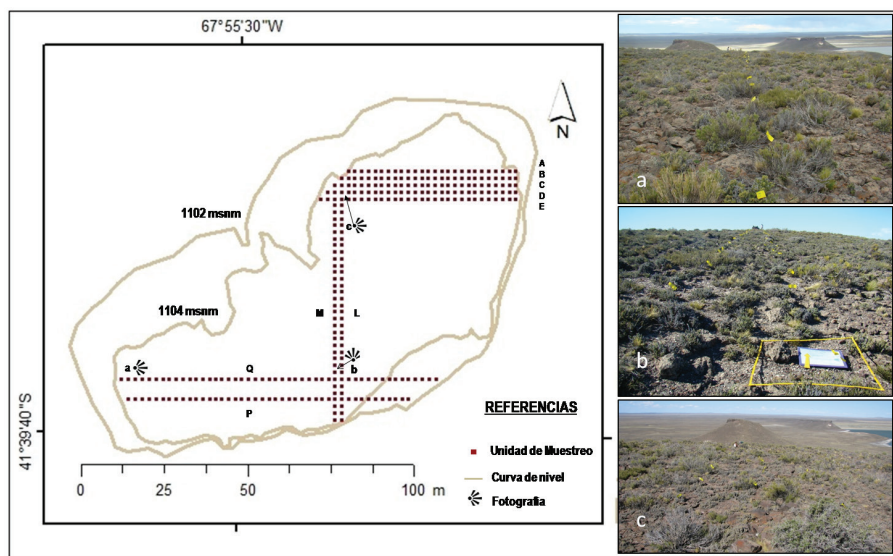 67°55'30"W
N
A
B
C
D
E
1102 msnm
c
1104 msnm
M
L
a
Q
b
P
41°39'40"S
REFERENCIAS
Unidad de Muestreo
Curva de nivel
Fotografía
0 25 50 100 m
a
b
c